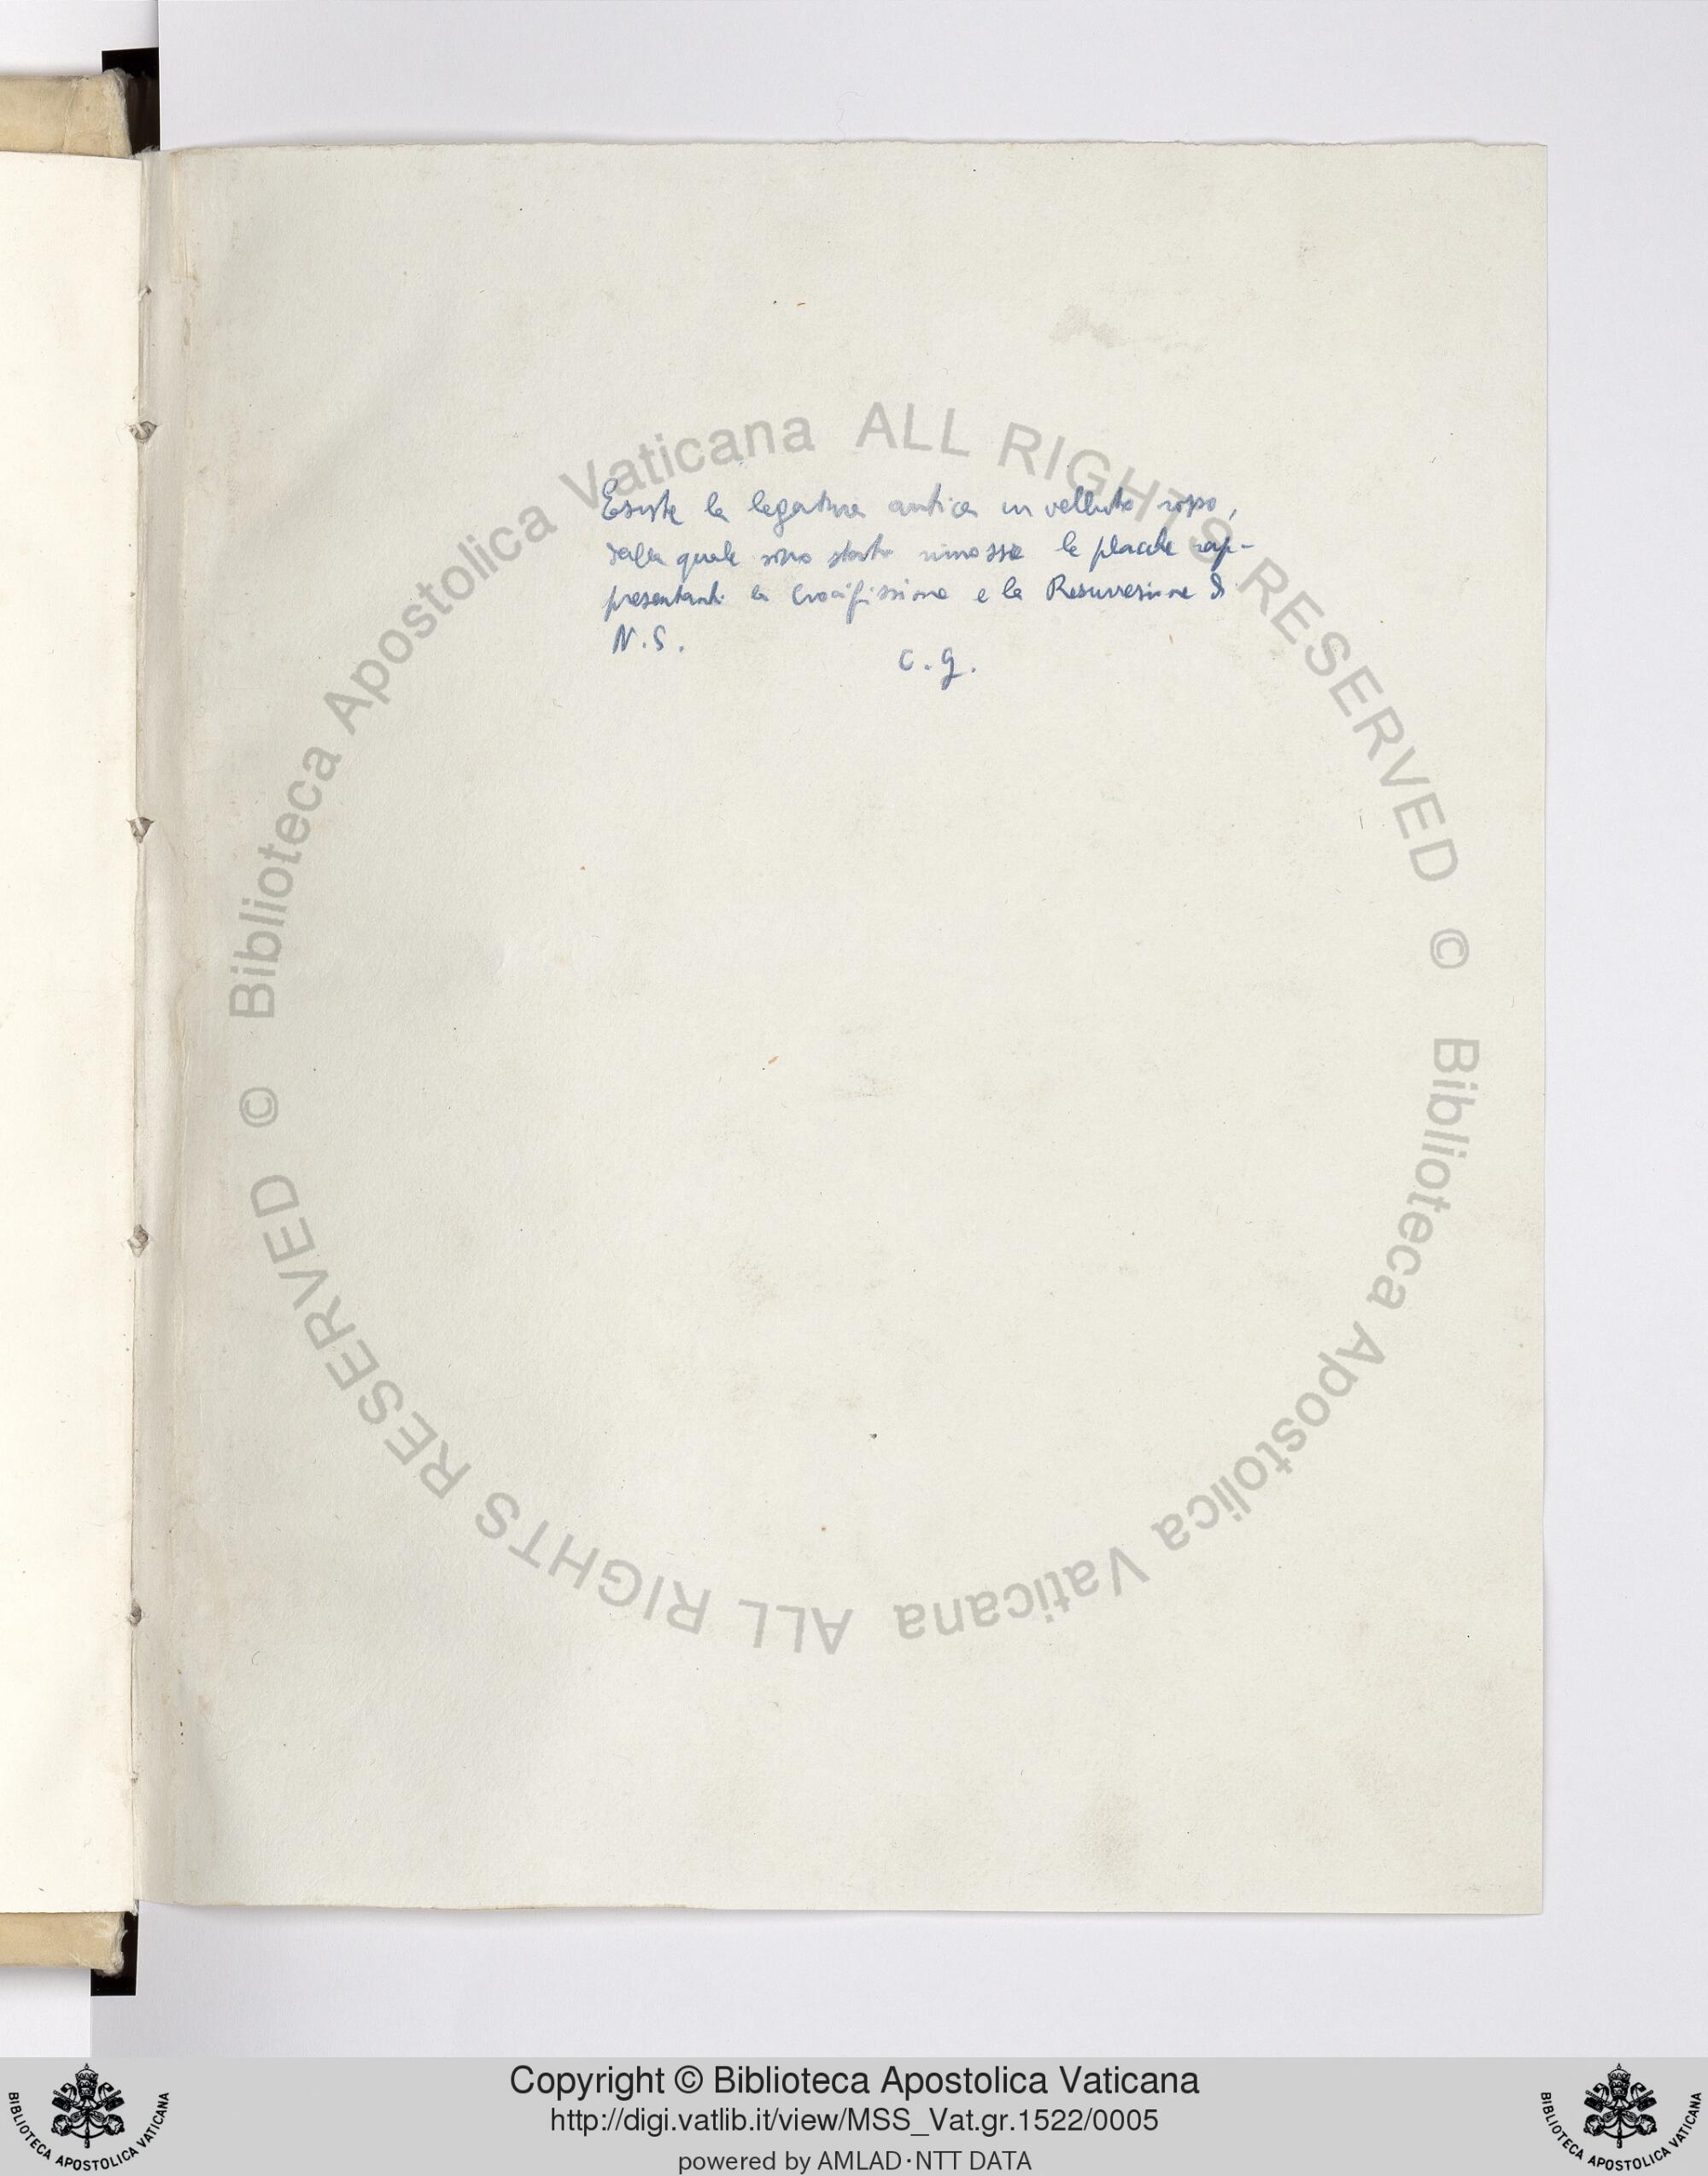 Esiste la legatura antica in velluto rosso,
dalla quale sono state rimosse le placche rap-
presentanti la Crocifissione e la Resurrezione di
N.S.
C.G.
© Biblioteca Apostolica Vaticana ALL RIGHTS RESERVED
© Biblioteca Apostolica Vaticana ALL RIGHTS RESERVED
Copyright © Biblioteca Apostolica Vaticana
http://digi.vatlib.it/view/MSS_Vat.gr.1522/0005
powered by AMLAD·NTT DATA
BIBLIOTECA APOSTOLICA VATICANA
BIBLIOTECA APOSTOLICA VATICANA